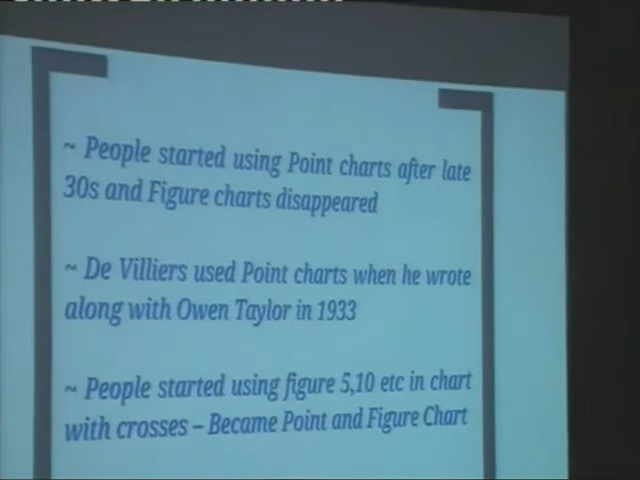 ~ People started using Point charts after late
30s and Figure charts disappeared
~ De Villiers used Point charts when he wrote
along with Owen Taylor in 1933
~ People started using figure 5,10 etc in chart
with crosses – Became Point and Figure Chart